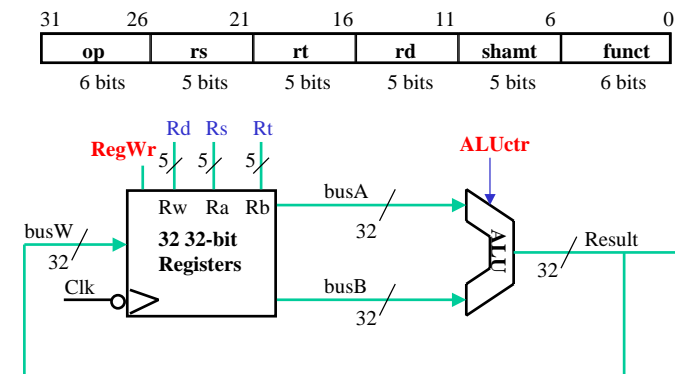 31 26 21 16 11 6 0
op rs rt rd shamt funct
6 bits 5 bits 5 bits 5 bits 5 bits 6 bits
Rd Rs Rt
RegWr 5 5 5 ALUctr
Rw Ra Rb busA
32
busW 32 32-bit ALU Result
32 Registers 32
Clk busB
32